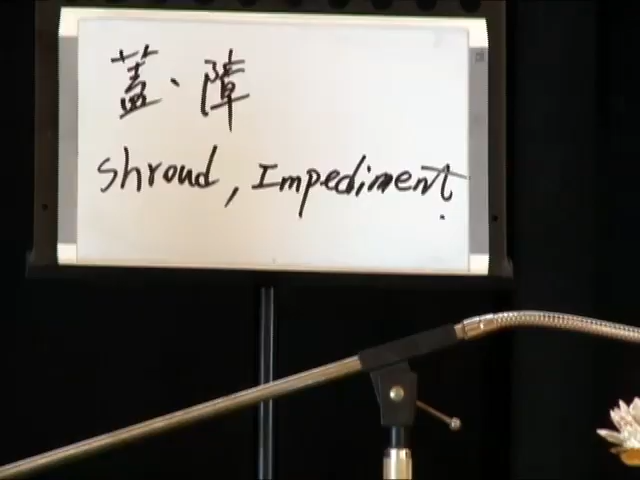 蓋、障
shroud, Impediment.